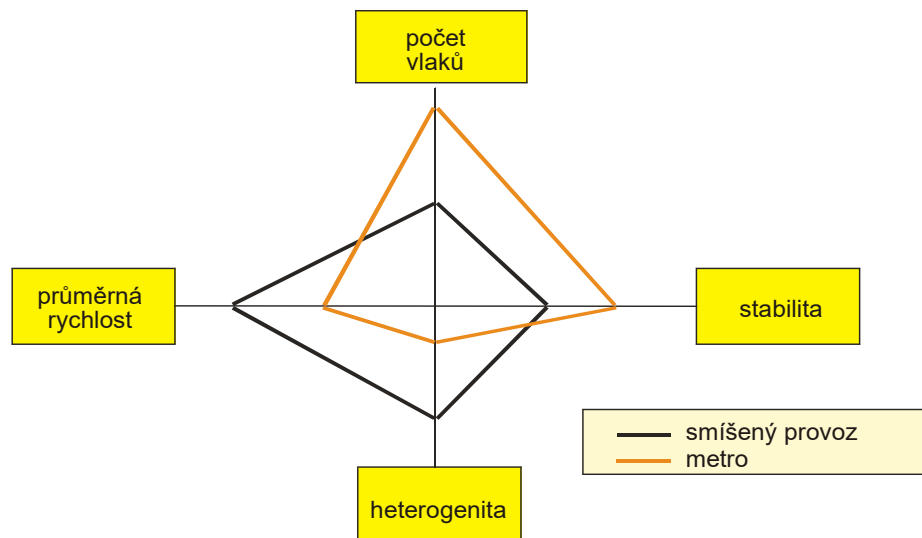 počet
vlaků
průměrná
rychlost
stabilita
smíšený provoz
metro
heterogenita